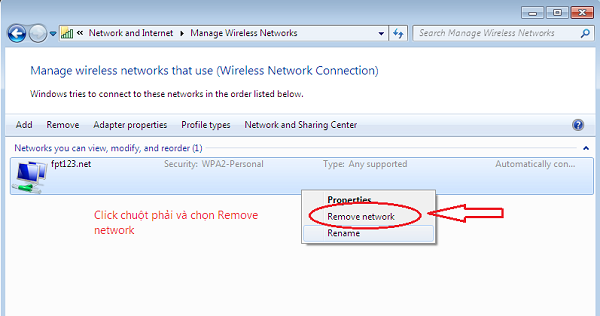 Network and Internet ▸ Manage Wireless Networks
Search Manage Wireless Networks
Manage wireless networks that use (Wireless Network Connection)
Windows tries to connect to these networks in the order listed below.
Add Remove Adapter properties Profile types Network and Sharing Center
Networks you can view, modify, and reorder (1)
fpt123.net Security: WPA2-Personal Type: Any supported Automatically con...
Properties
Remove network
Rename
Click chuột phải và chọn Remove
network